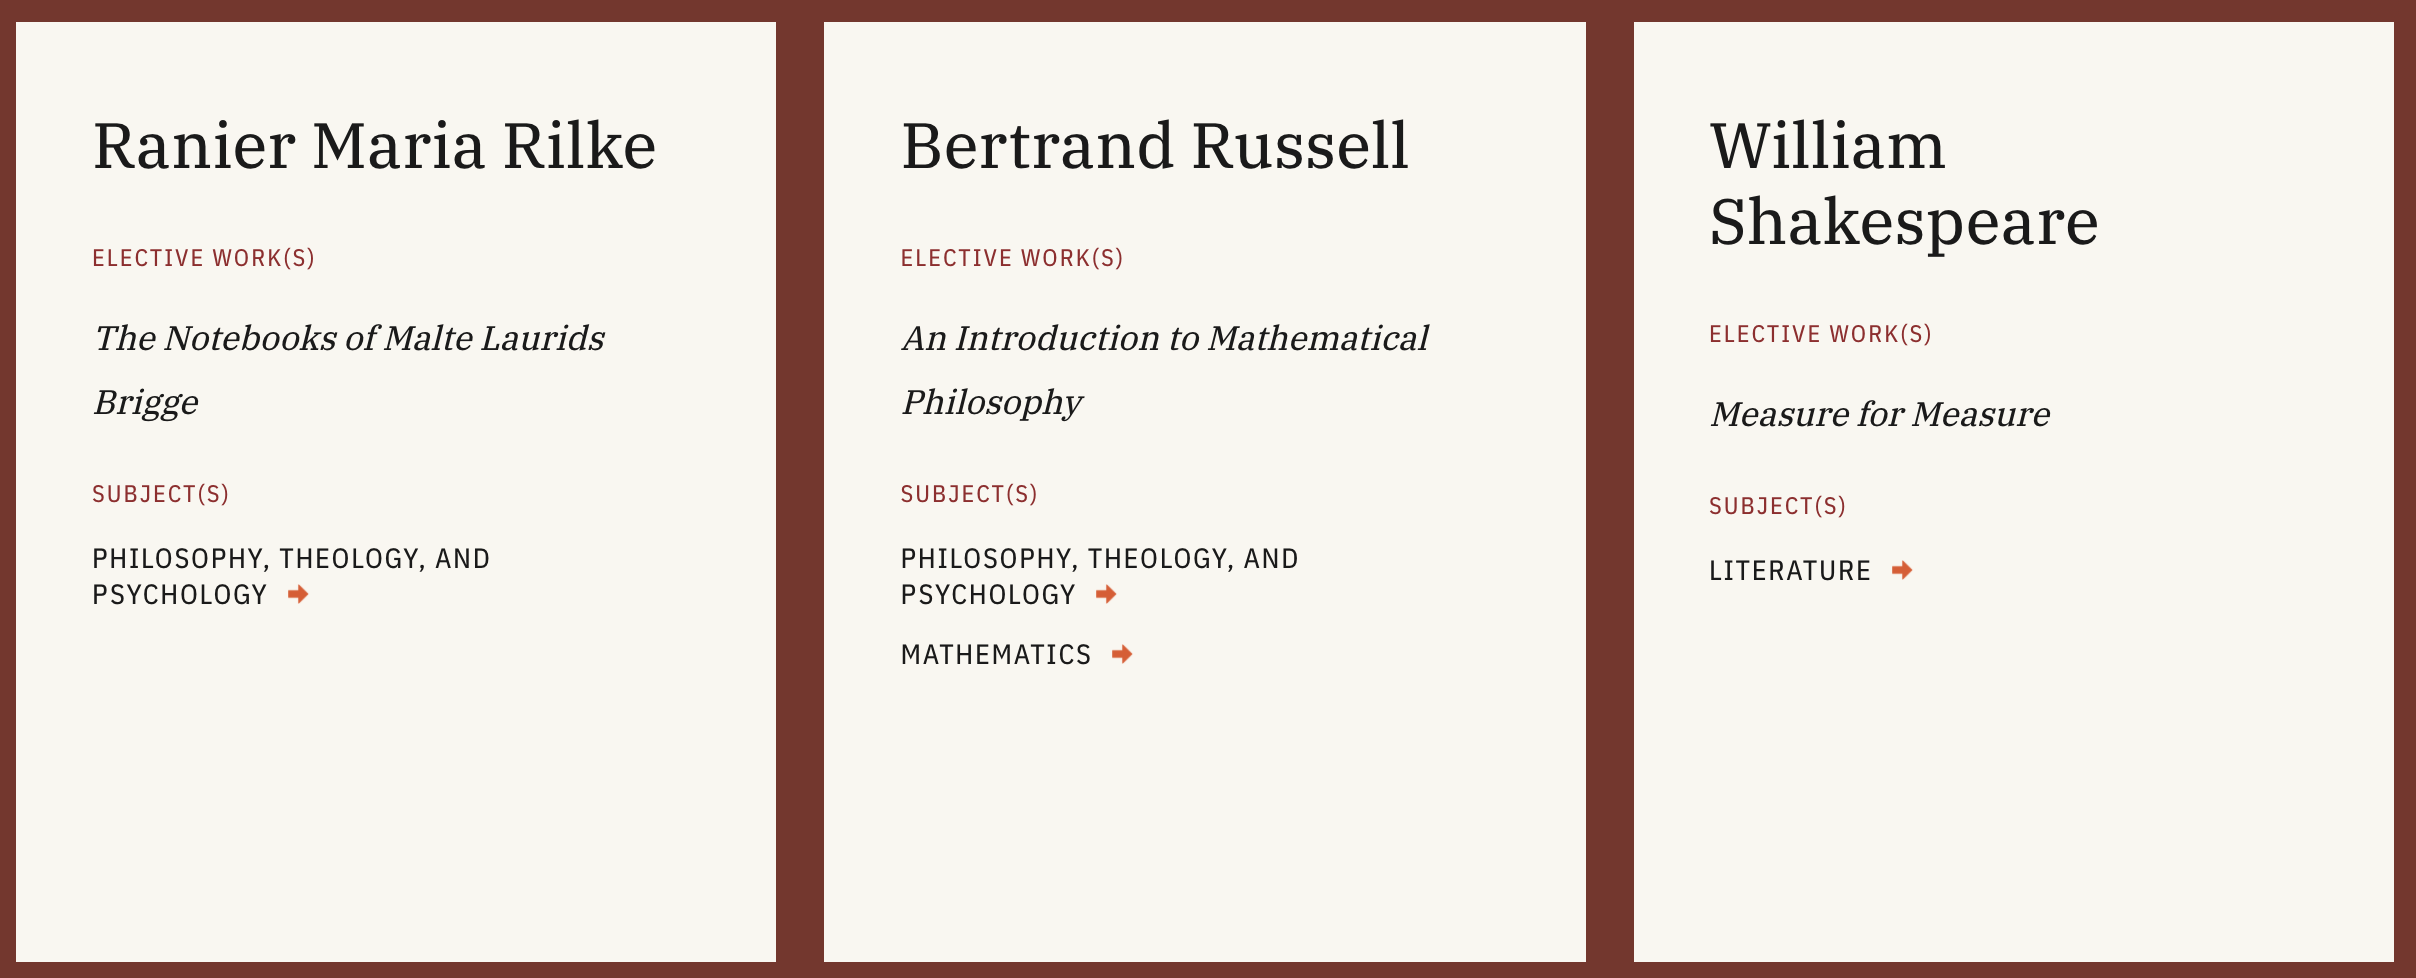 Ranier Maria Rilke
ELECTIVE WORK(S)
The Notebooks of Malte Laurids
Brigge
SUBJECT(S)
PHILOSOPHY, THEOLOGY, AND
PSYCHOLOGY
Bertrand Russell
ELECTIVE WORK(S)
An Introduction to Mathematical
Philosophy
SUBJECT(S)
PHILOSOPHY, THEOLOGY, AND
PSYCHOLOGY
MATHEMATICS
William
Shakespeare
ELECTIVE WORK(S)
Measure for Measure
SUBJECT(S)
LITERATURE